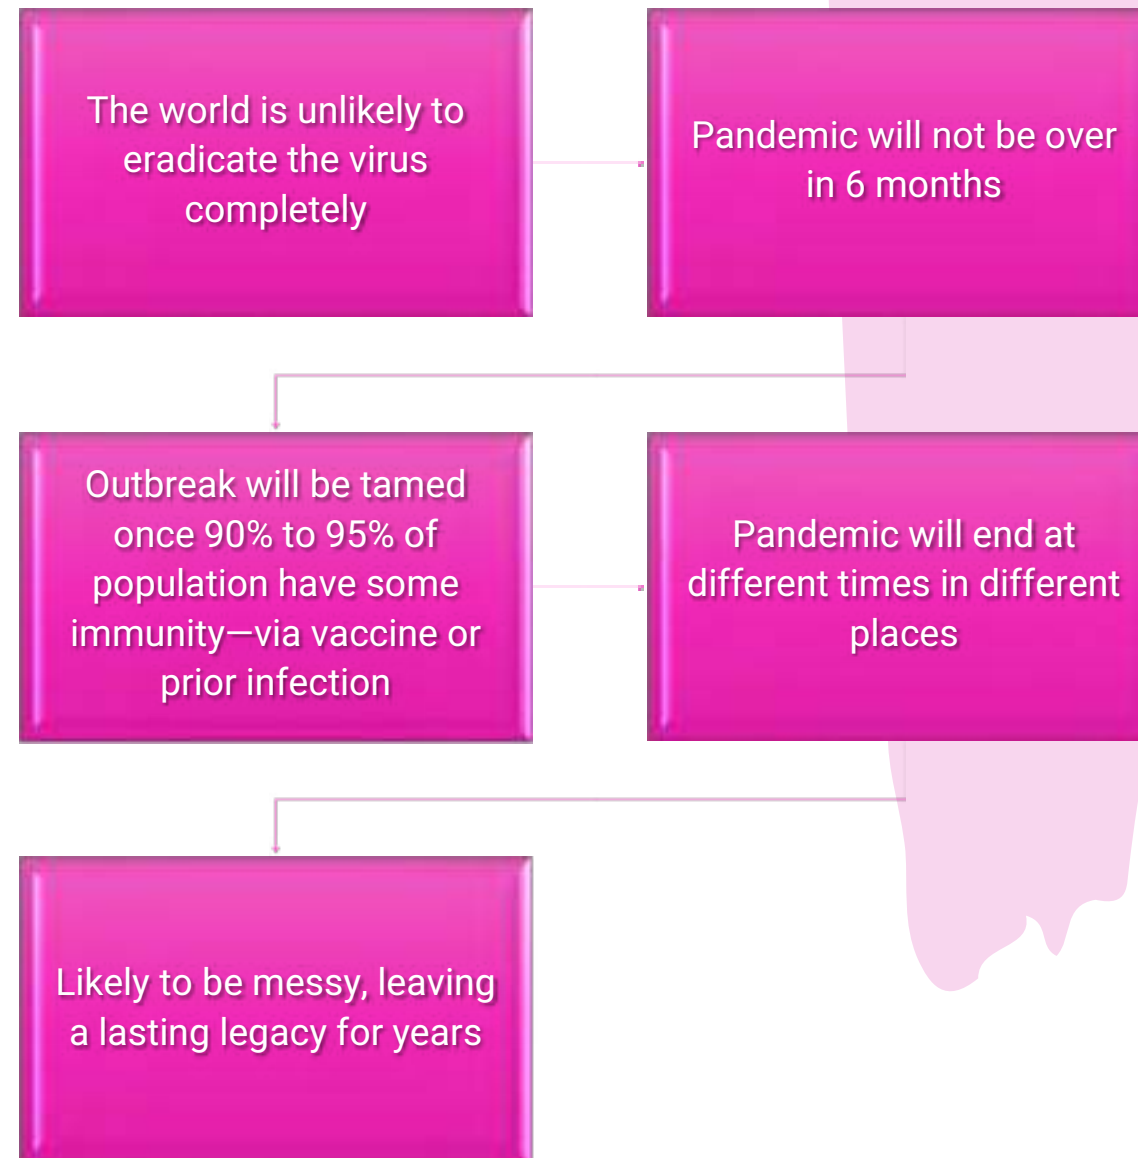 The world is unlikely to
eradicate the virus
completely
Pandemic will not be over
in 6 months
Outbreak will be tamed
once 90% to 95% of
population have some
immunity—via vaccine or
prior infection
Pandemic will end at
different times in different
places
Likely to be messy, leaving
a lasting legacy for years